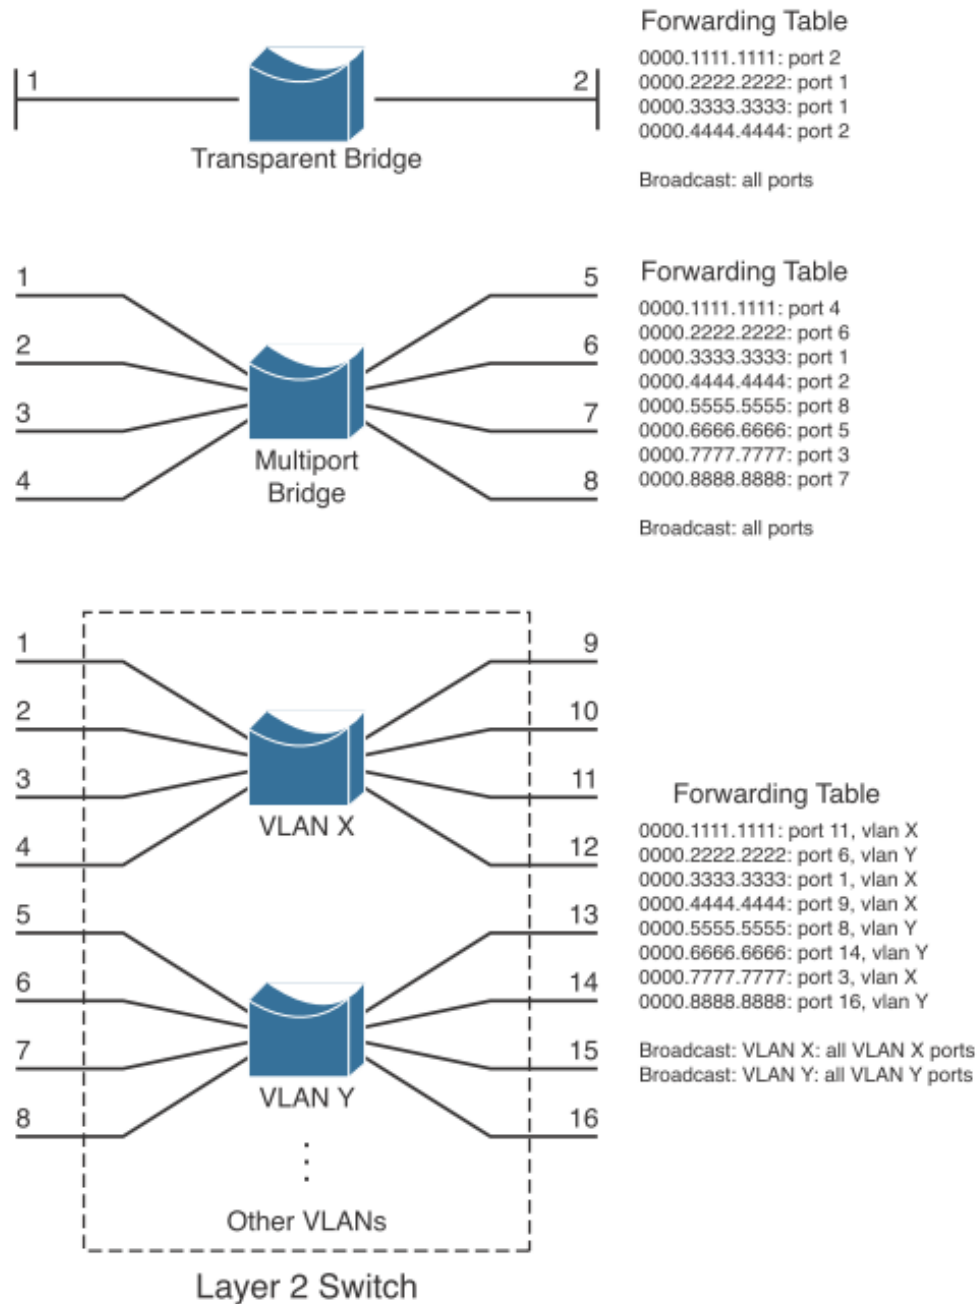 Forwarding Table
0000.1111.1111: port 2
0000.2222.2222: port 1
0000.3333.3333: port 1
0000.4444.4444: port 2
Broadcast: all ports
1
2
Transparent Bridge
Forwarding Table
0000.1111.1111: port 4
0000.2222.2222: port 6
0000.3333.3333: port 1
0000.4444.4444: port 2
0000.5555.5555: port 8
0000.6666.6666: port 5
0000.7777.7777: port 3
0000.8888.8888: port 7
Broadcast: all ports
1
2
3
4
5
6
7
8
Multiport
Bridge
1
2
3
4
9
10
11
12
VLAN X
5
6
7
8
13
14
15
16
VLAN Y
Other VLANs
Layer 2 Switch
Forwarding Table
0000.1111.1111: port 11, vlan X
0000.2222.2222: port 6, vlan Y
0000.3333.3333: port 1, vlan X
0000.4444.4444: port 9, vlan X
0000.5555.5555: port 8, vlan Y
0000.6666.6666: port 14, vlan Y
0000.7777.7777: port 3, vlan X
0000.8888.8888: port 16, vlan Y
Broadcast: VLAN X: all VLAN X ports
Broadcast: VLAN Y: all VLAN Y ports